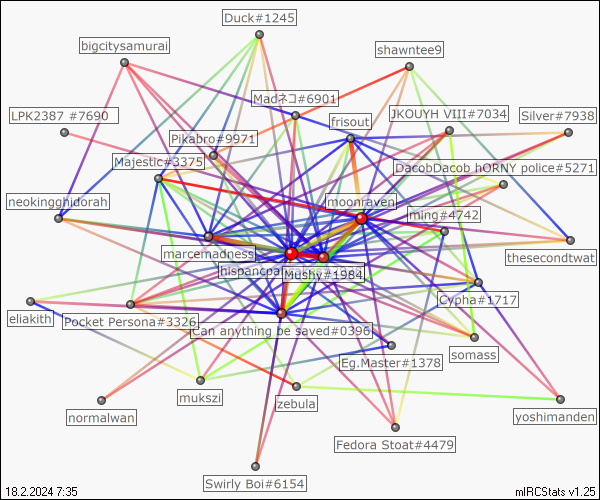 Duck#1245
bigcitysamurai
shawntee9
Madネコ#6901
LPK2387 #7690
frisout
JKOUYH VIII#7034
Silver#7938
Pikabro#9971
Majestic#3375
DacobDacob hORNY police#5271
neokingghidorah
moonraven
ming#4742
marcemadness
thesecondtwat
Mushy#1984
Cypha#1717
eliakith
Pocket Persona#3326
Can anything be saved#0396
Eg.Master#1378
somass
mukszi
zebula
normalwan
yoshimanden
Fedora Stoat#4479
Swirly Boi#6154
18.2.2024 7:35
mIRCStats v1.25